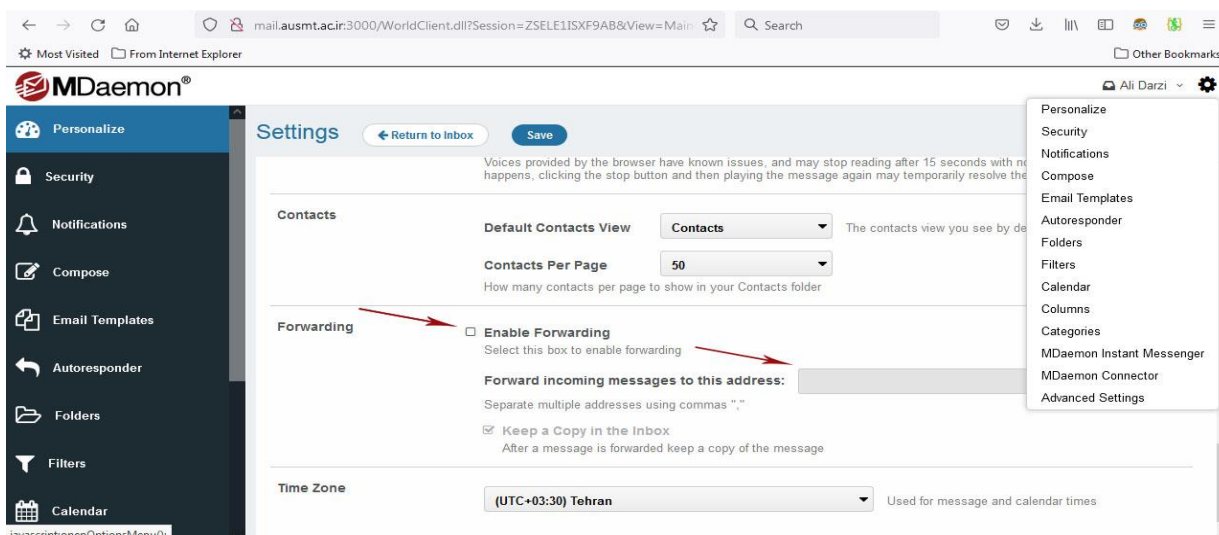 mail.ausmt.ac.ir:3000/WorldClient.dll?Session=ZSELE1ISXF9AB&View=Main
Search
Most Visited
From Internet Explorer
Other Bookmarks
MDaemon®
Ali Darzi
Personalize
Security
Notifications
Compose
Email Templates
Autoresponder
Folders
Filters
Calendar
Settings
Return to Inbox
Save
Voices provided by the browser have known issues, and may stop reading after 15 seconds with
happens, clicking the stop button and then playing the message again may temporarily resolve the
Contacts
Default Contacts View
Contacts
The contacts view you see by
Contacts Per Page
50
How many contacts per page to show in your Contacts folder
Forwarding
Enable Forwarding
Select this box to enable forwarding
Forward incoming messages to this address:
Separate multiple addresses using commas ","
Keep a Copy in the Inbox
After a message is forwarded keep a copy of the message
Time Zone
(UTC+03:30) Tehran
Used for message and calendar times
Personalize
Security
Notifications
Compose
Email Templates
Autoresponder
Folders
Filters
Calendar
Columns
Categories
MDaemon Instant Messenger
MDaemon Connector
Advanced Settings